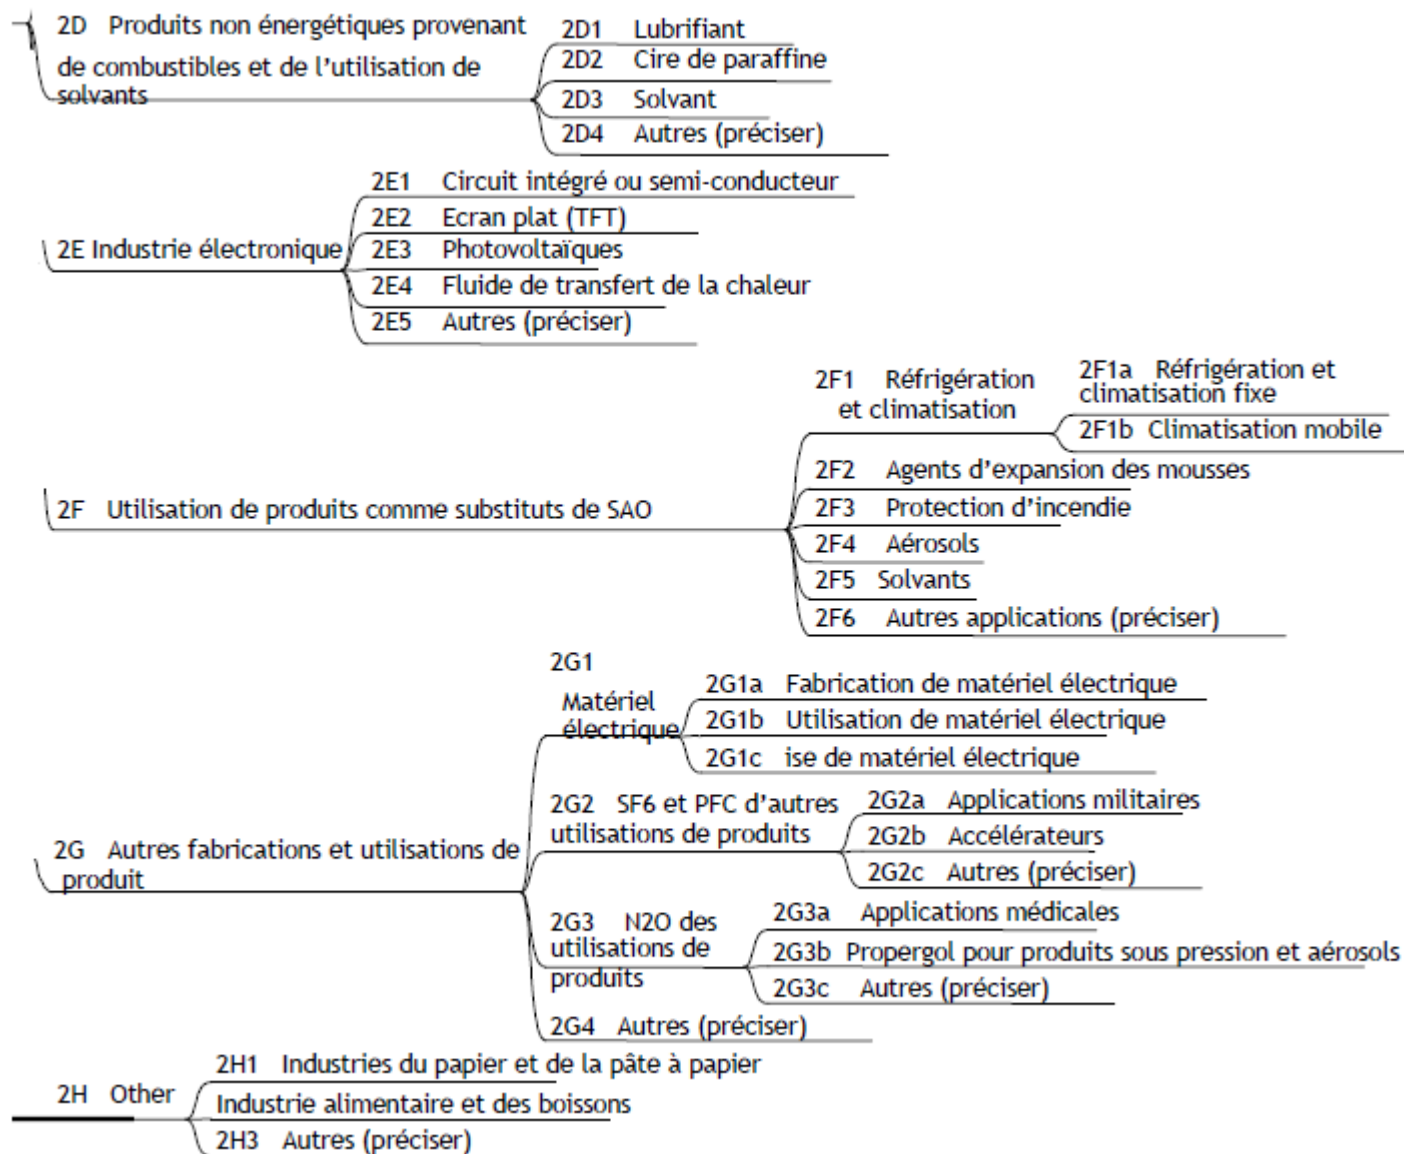 2D Produits non énergétiques provenant
de combustibles et de l’utilisation de
solvants
2D1 Lubrifiant
2D2 Cire de paraffine
2D3 Solvant
2D4 Autres (préciser)
2E Industrie électronique
2E1 Circuit intégré ou semi-conducteur
2E2 Ecran plat (TFT)
2E3 Photovoltaïques
2E4 Fluide de transfert de la chaleur
2E5 Autres (préciser)
2F Utilisation de produits comme substituts de SAO
2F1 Réfrigération
et climatisation
2F1a Réfrigération et
climatisation fixe
2F1b Climatisation mobile
2F2 Agents d’expansion des mousses
2F3 Protection d’incendie
2F4 Aérosols
2F5 Solvants
2F6 Autres applications (préciser)
2G Autres fabrications et utilisations de
produit
2G1
Matériel
électrique
2G1a Fabrication de matériel électrique
2G1b Utilisation de matériel électrique
2G1c ise de matériel électrique
2G2 SF6 et PFC d’autres
utilisations de produits
2G2a Applications militaires
2G2b Accélérateurs
2G2c Autres (préciser)
2G3 N2O des
utilisations de
produits
2G3a Applications médicales
2G3b Propergol pour produits sous pression et aérosols
2G3c Autres (préciser)
2G4 Autres (préciser)
2H Other
2H1 Industries du papier et de la pâte à papier
Industrie alimentaire et des boissons
2H3 Autres (préciser)